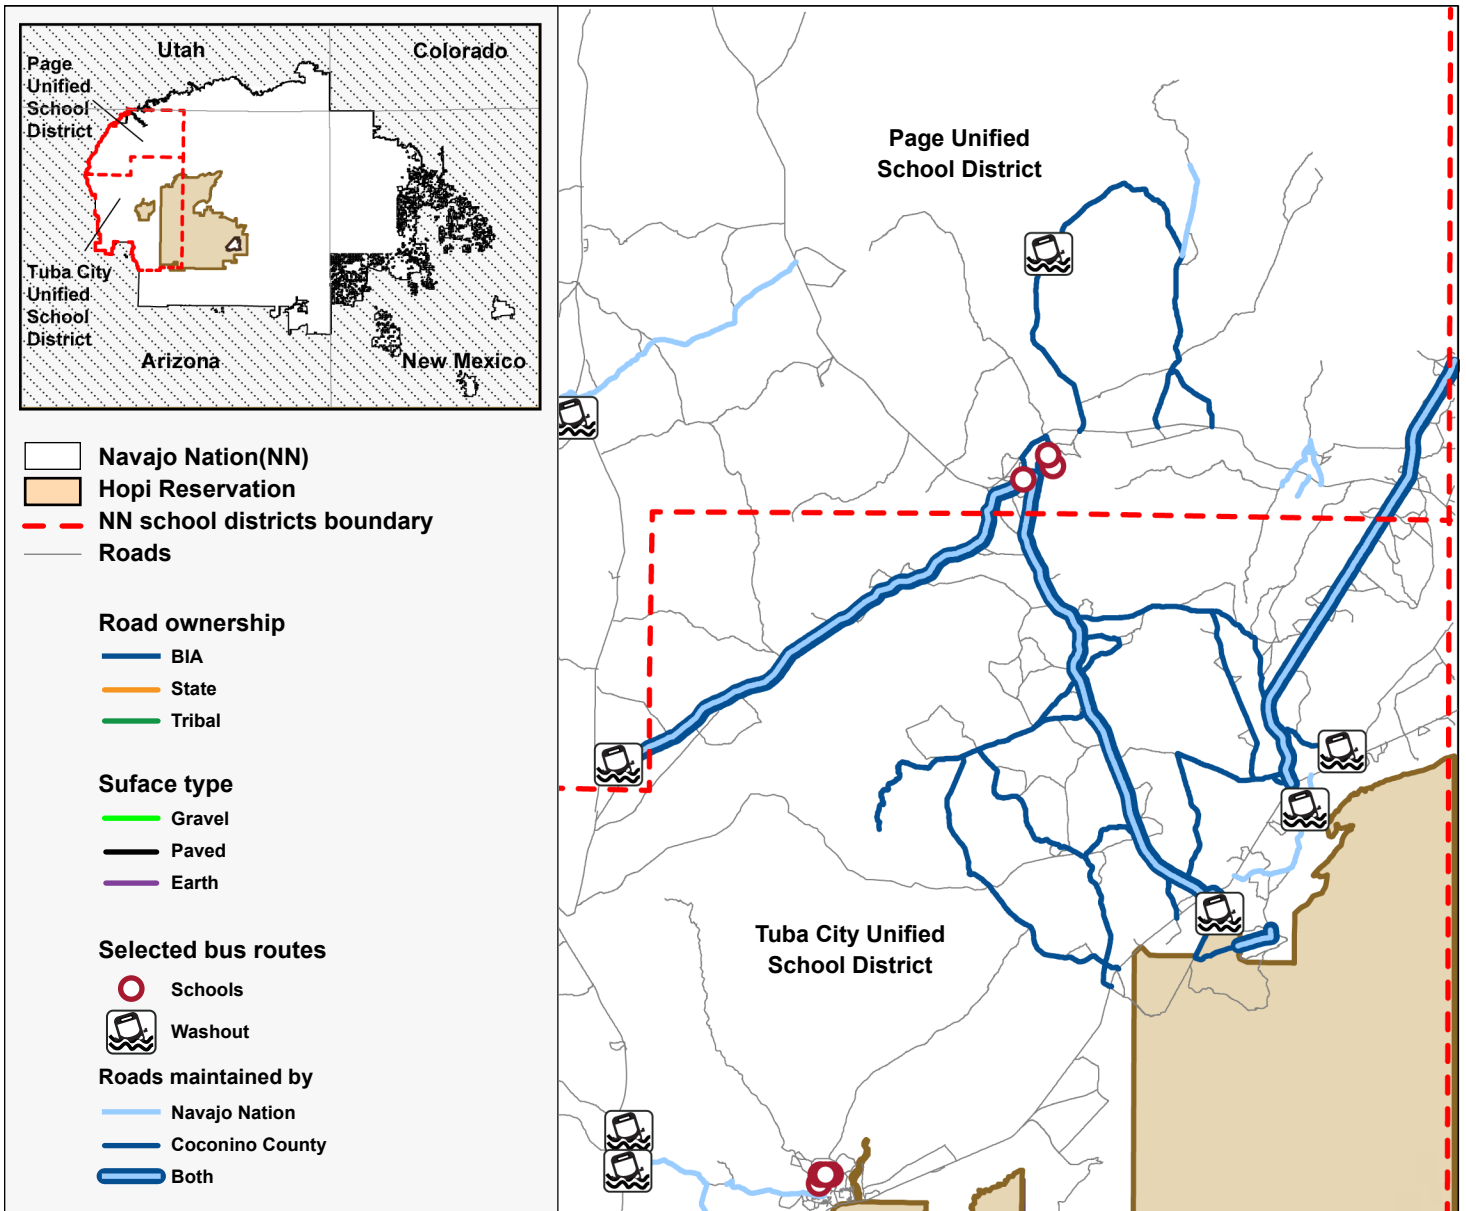 Utah
Colorado
Page
Unified
School
District
Tuba City
Unified
School
District
Arizona
New Mexico
Navajo Nation(NN)
Hopi Reservation
NN school districts boundary
Roads
Road ownership
BIA
State
Tribal
Suface type
Gravel
Paved
Earth
Selected bus routes
Schools
Washout
Roads maintained by
Navajo Nation
Coconino County
Both
Page Unified
School District
Tuba City Unified
School District